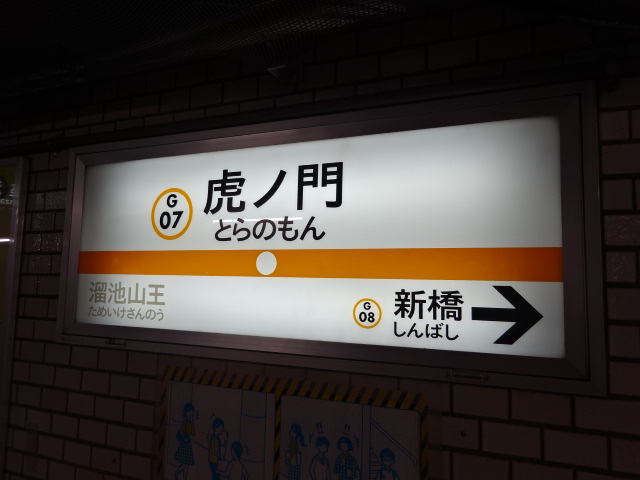 G
07
虎ノ門
とらのもん
溜池山王
ためいけさんのう
G
08
新橋
しんばし